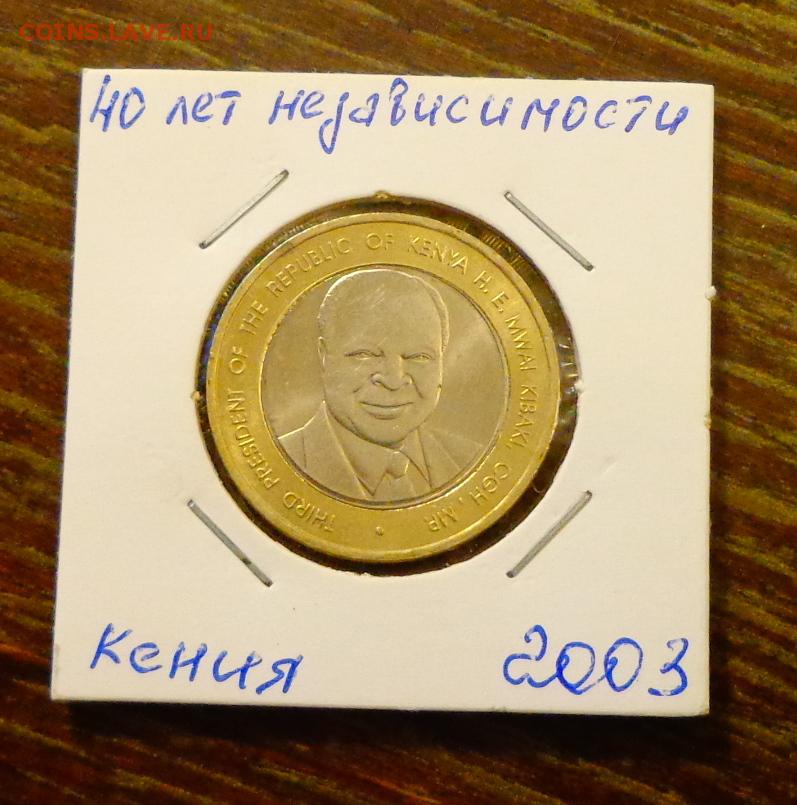 COINS.LAVE.RU
40 лет независимости
THIRD PRESIDENT OF THE REPUBLIC OF KENYA H. E. MWAI KIBAKI, CGH, MP.
Кения 2003